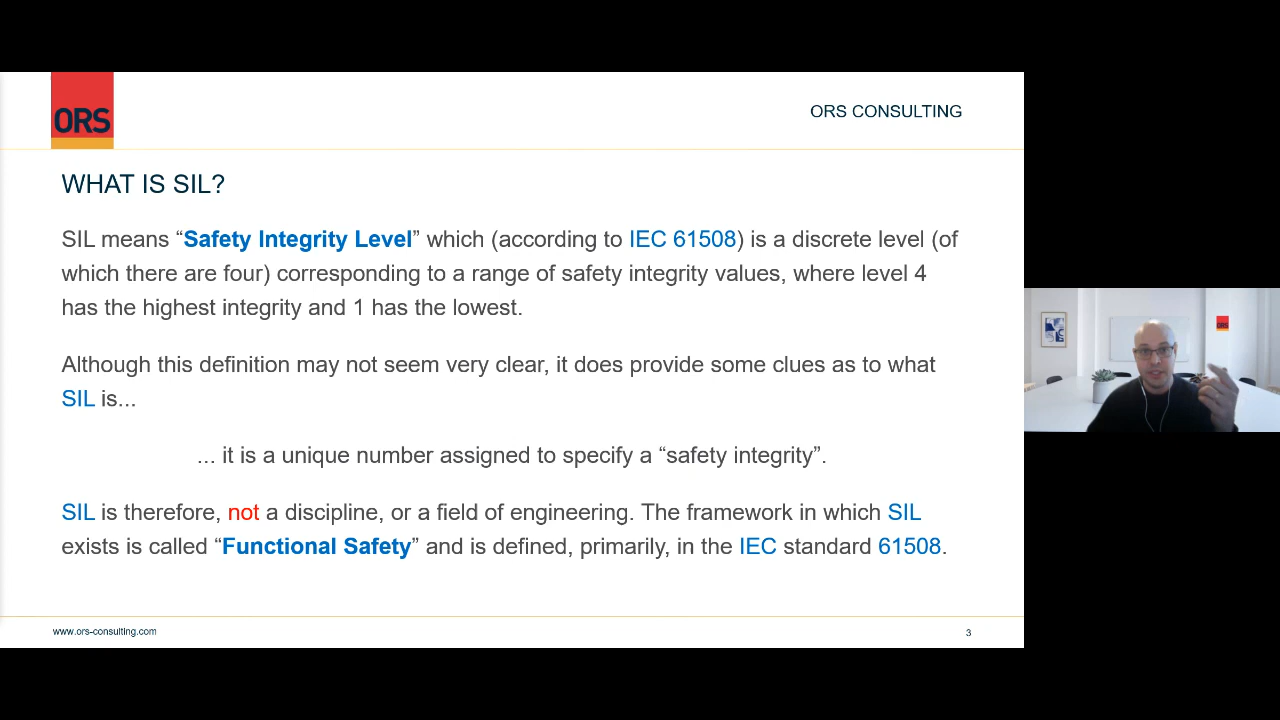 ORS
ORS CONSULTING
WHAT IS SIL?
SIL means “Safety Integrity Level” which (according to IEC 61508) is a discrete level (of
which there are four) corresponding to a range of safety integrity values, where level 4
has the highest integrity and 1 has the lowest.
Although this definition may not seem very clear, it does provide some clues as to what
SIL is...
... it is a unique number assigned to specify a “safety integrity”.
SIL is therefore, not a discipline, or a field of engineering. The framework in which SIL
exists is called “Functional Safety” and is defined, primarily, in the IEC standard 61508.
www.ors-consulting.com
3
ORS